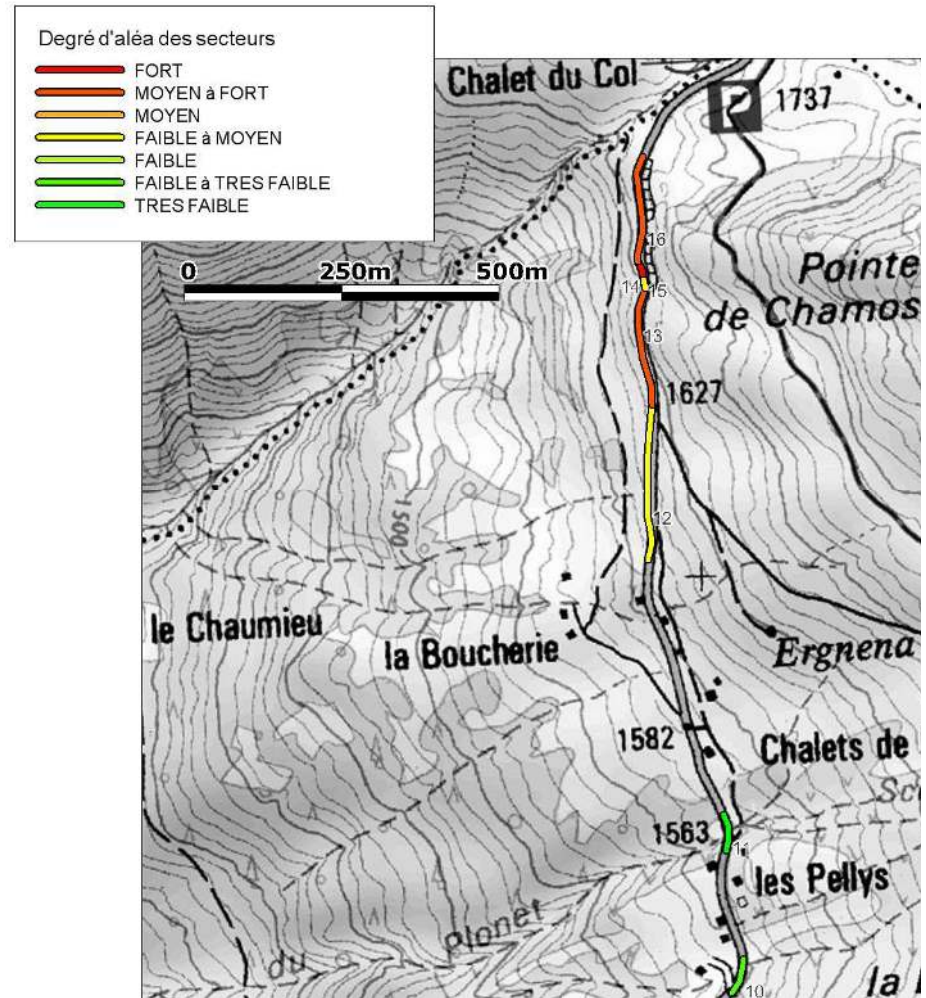 Degré d'aléa des secteurs
FORT
MOYEN à FORT
MOYEN
FAIBLE à MOYEN
FAIBLE
FAIBLE à TRES FAIBLE
TRES FAIBLE
Chalet du Col
P
1737
16
0 250m 500m
Pointe
de Chamos
14 15
13
1627
1500
12
le Chaumieu
la Boucherie
Ergnena
1582
Chalets de
Sc
1563
11
les Pellys
du Plonet
la
10